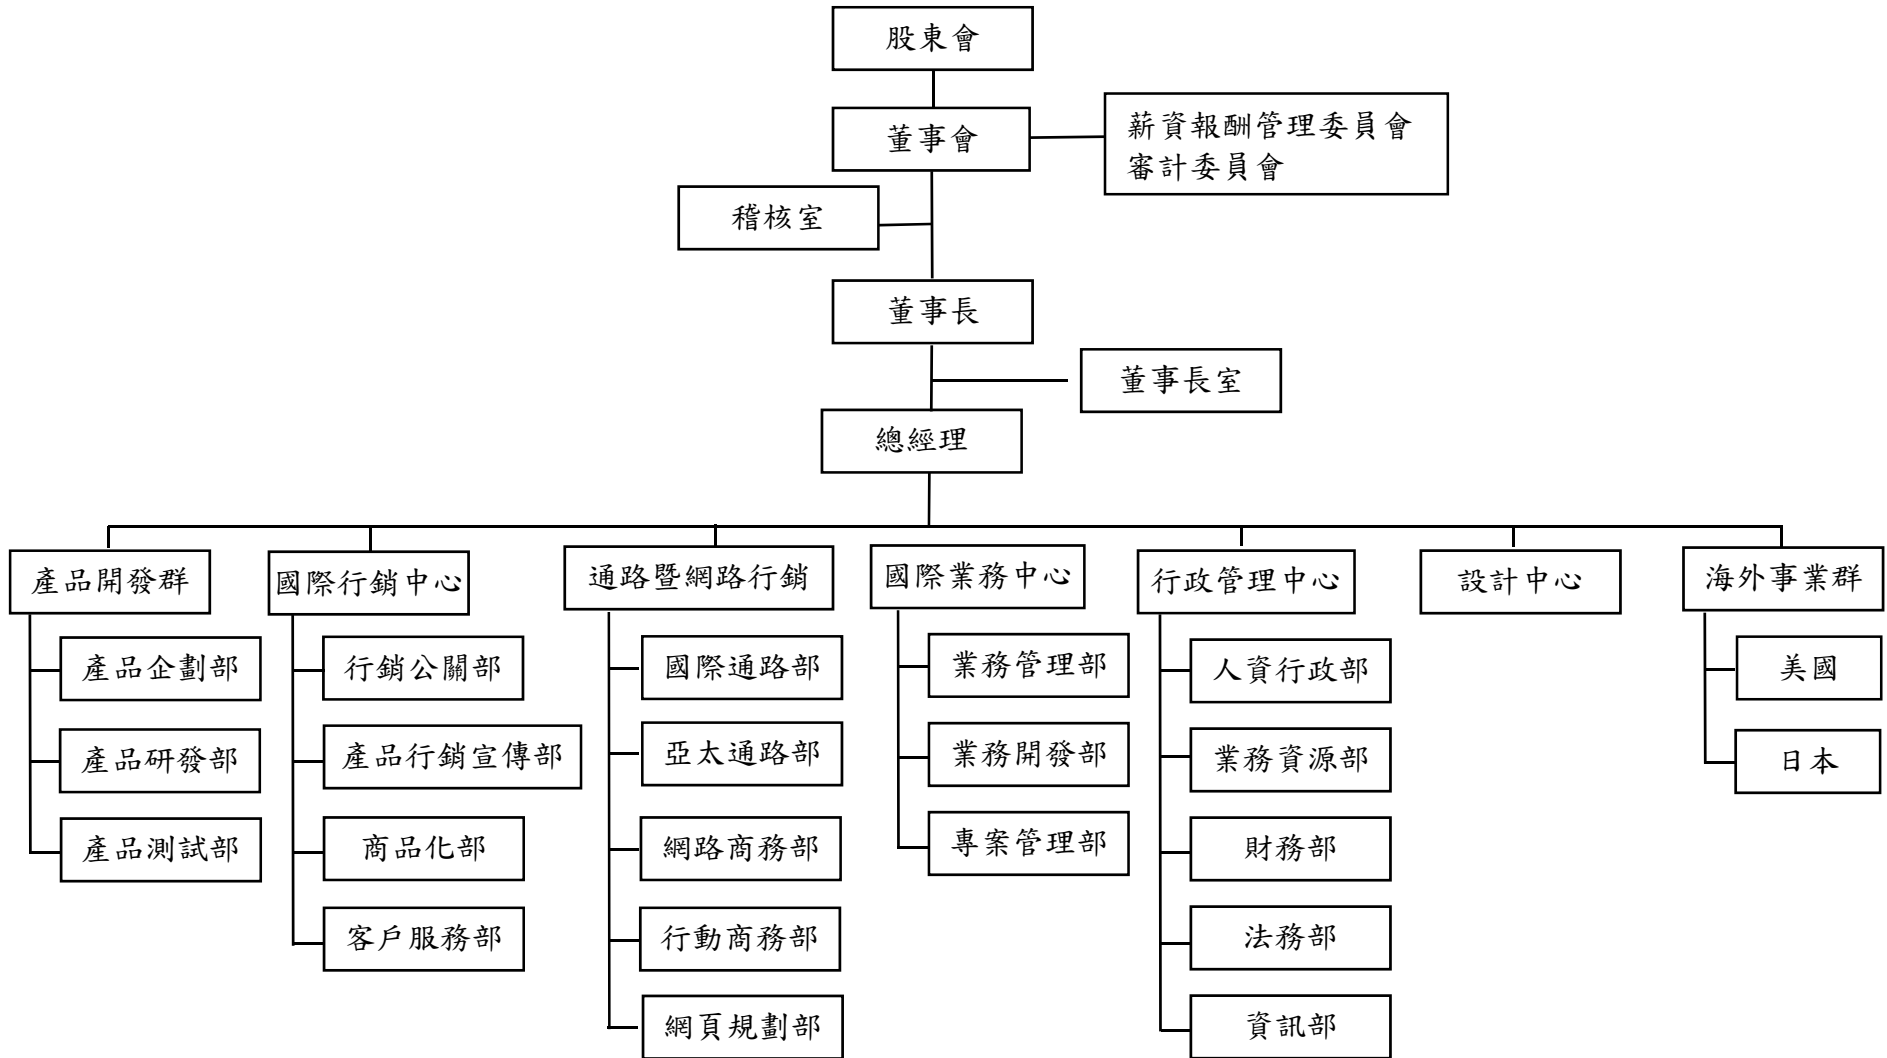 股東會
董事會
薪資報酬管理委員會
審計委員會
稽核室
董事長
董事長室
總經理
產品開發群
國際行銷中心
通路暨網路行銷
國際業務中心
行政管理中心
設計中心
海外事業群
產品企劃部
行銷公關部
國際通路部
業務管理部
人資行政部
美國
產品研發部
產品行銷宣傳部
亞太通路部
業務開發部
業務資源部
日本
產品測試部
商品化部
網路商務部
專案管理部
財務部
客戶服務部
行動商務部
法務部
網頁規劃部
資訊部